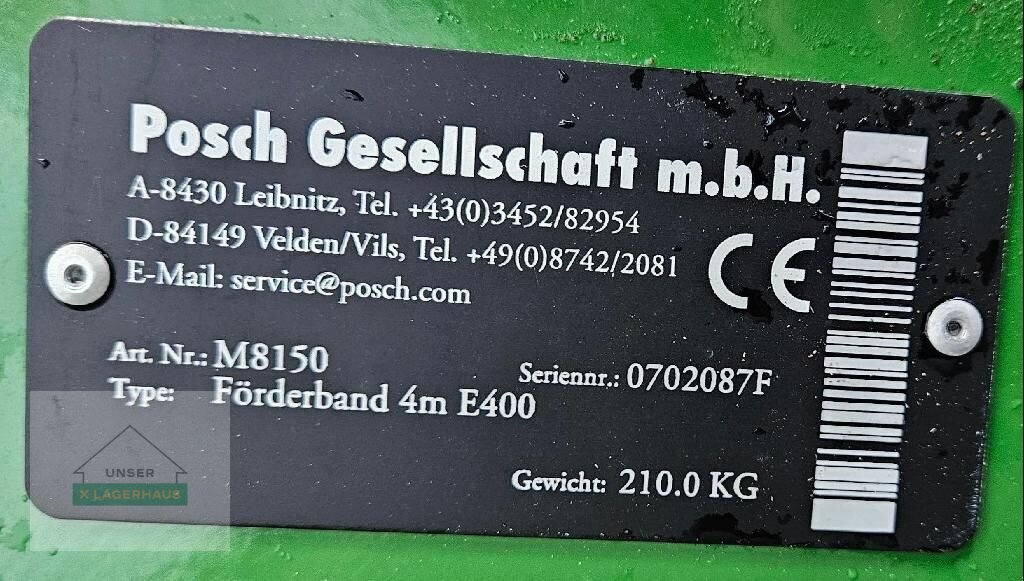 Posch Gesellschaft m.b.H.
A-8430 Leibnitz, Tel. +43(0)3452/82954
D-84149 Velden/Vils, Tel. +49(0)8742/2081
E-Mail: service@posch.com
CE
Art. Nr.: M8150
Seriennr.: 0702087F
Type: Förderband 4m E400
Gewicht: 210.0 KG
UNSER
X LAGERHAUS